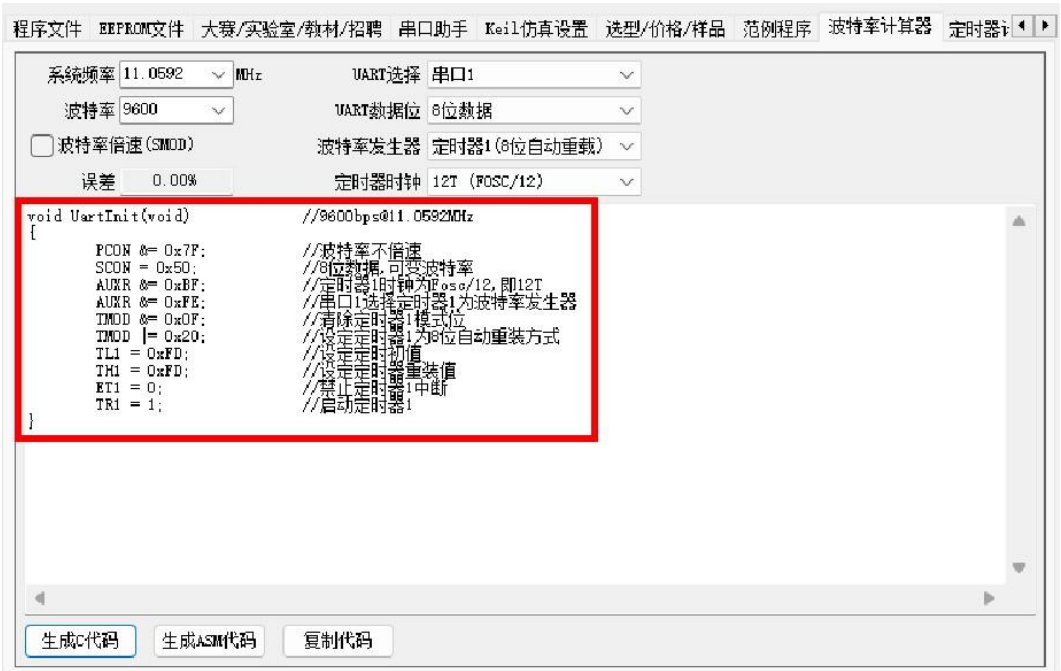 程序文件 EEPROM文件 大赛/实验室/教材/招聘 串口助手 Keil仿真设置 选型/价格/样品 范例程序 波特率计算器 定时器
系统频率 11.0592 MHz UART选择 串口1
波特率 9600 UART数据位 8位数据
波特率倍速(SMOD) 波特率发生器 定时器1(8位自动重载)
误差 0.00% 定时器时钟 12T (FOSC/12)
void UartInit(void) //9600bps@11.0592MHz
{
PCON &= 0x7F; //波特率不倍速
SCON = 0x50; //8位数据,可变波特率
AUXR &= 0xBF; //定时器1时钟为Fosc/12,即12T
AUXR &= 0xFE; //串口1选择定时器1为波特率发生器
TMOD &= 0x0F; //清除定时器1模式位
TMOD |= 0x20; //设定定时器1为8位自动重装方式
TL1 = 0xFD; //设定定时初值
TH1 = 0xFD; //设定定时器重装值
ET1 = 0; //禁止定时器1中断
TR1 = 1; //启动定时器1
}
生成C代码 生成ASM代码 复制代码